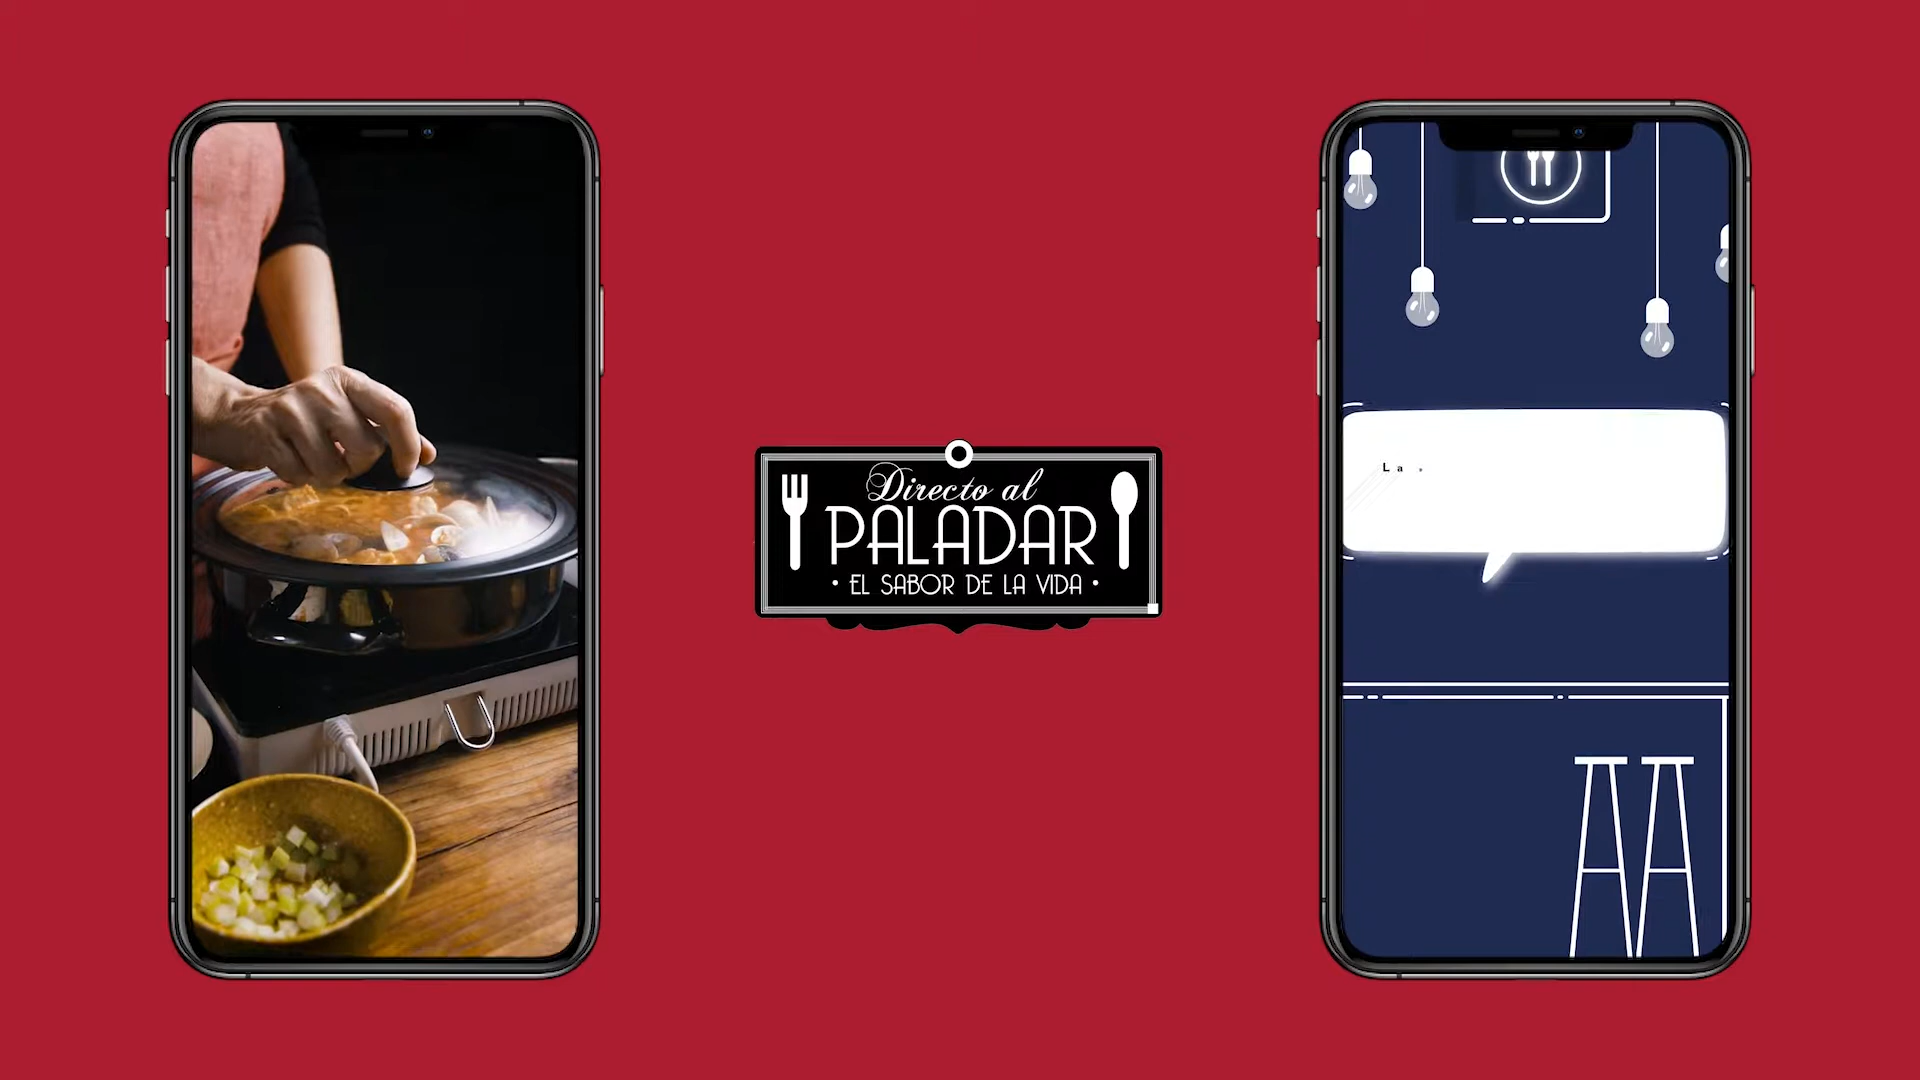 Directo al
PALADAR
• EL SABOR DE LA VIDA •
La